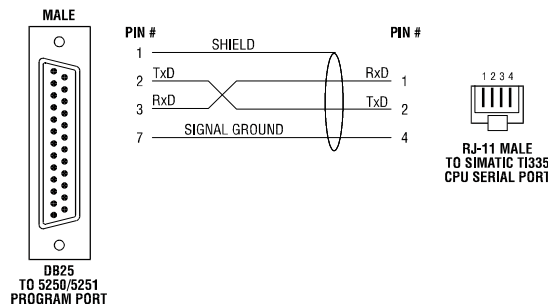 MALE
PIN #
PIN #
1 SHIELD
2 TxD RxD 1
3 RxD TxD 2
7 SIGNAL GROUND 4
1 2 3 4
RJ-11 MALE
TO SIMATIC TI335
CPU SERIAL PORT
DB25
TO 5250/5251
PROGRAM PORT